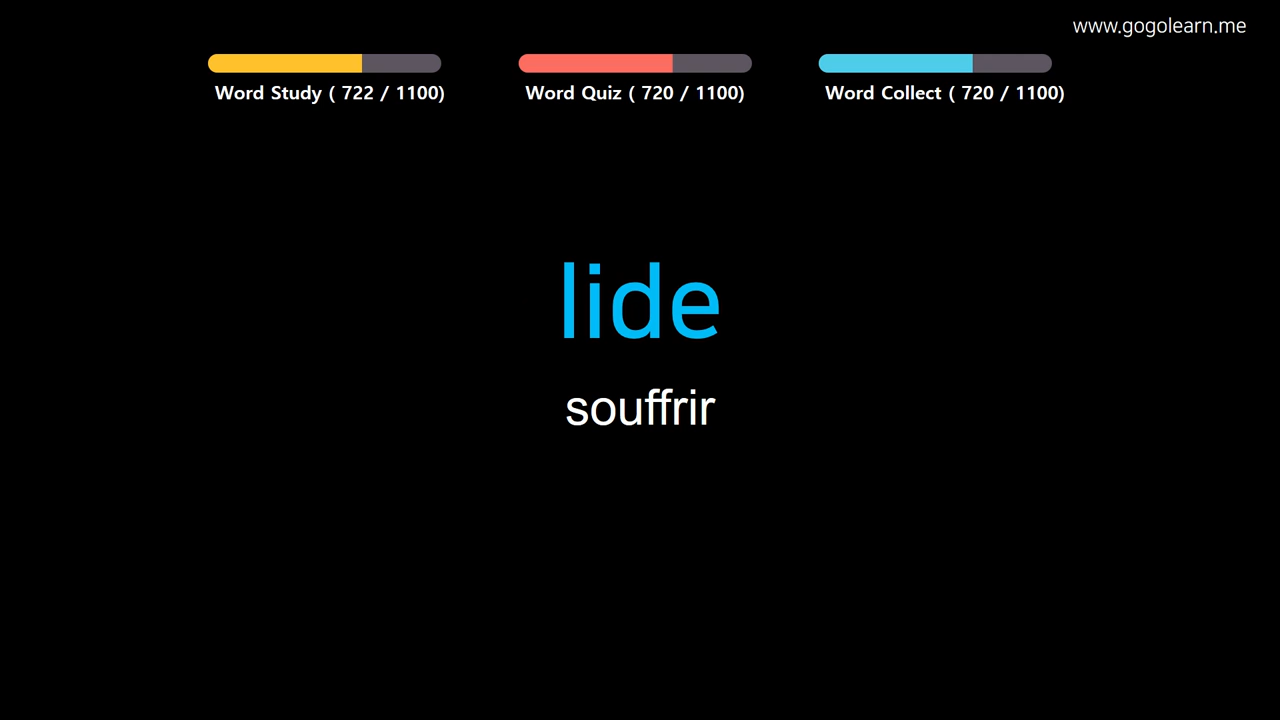 www.gogolearn.me
Word Study ( 722 / 1100)
Word Quiz ( 720 / 1100)
Word Collect ( 720 / 1100)
lide
souffrir